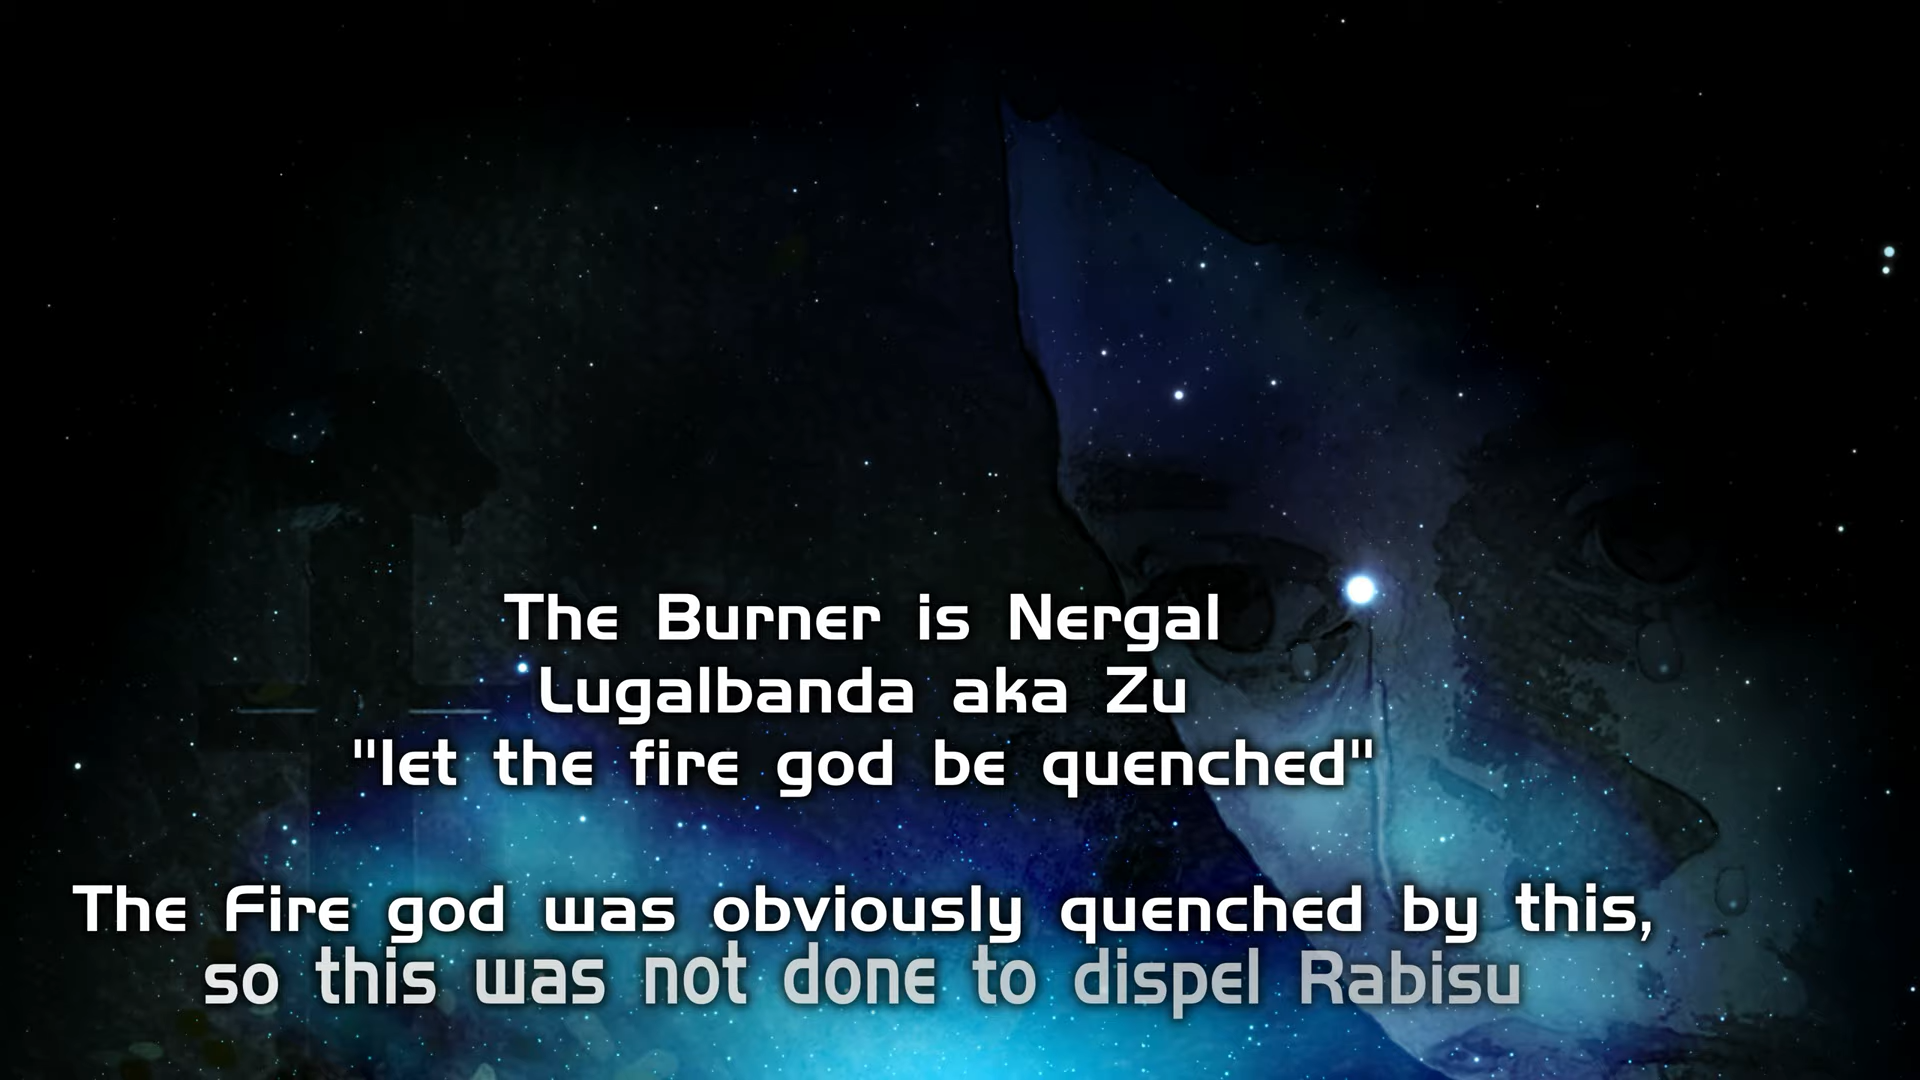 The Burner is Nergal
Lugalbanda aka Zu
"let the fire god be quenched"
The Fire god was obviously quenched by this,
so this was not done to dispel Rabisu